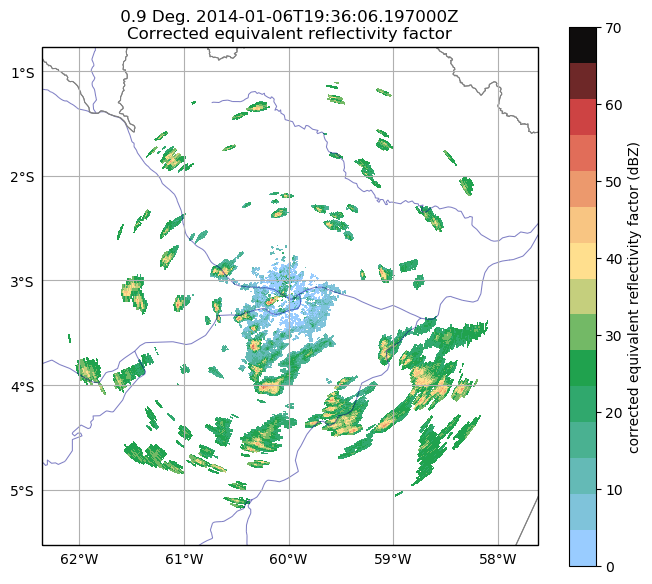 0.9 Deg. 2014-01-06T19:36:06.197000Z
Corrected equivalent reflectivity factor
1°S
2°S
3°S
4°S
5°S
62°W
61°W
60°W
59°W
58°W
70
60
50
40
30
20
10
0
corrected equivalent reflectivity factor (dBZ)